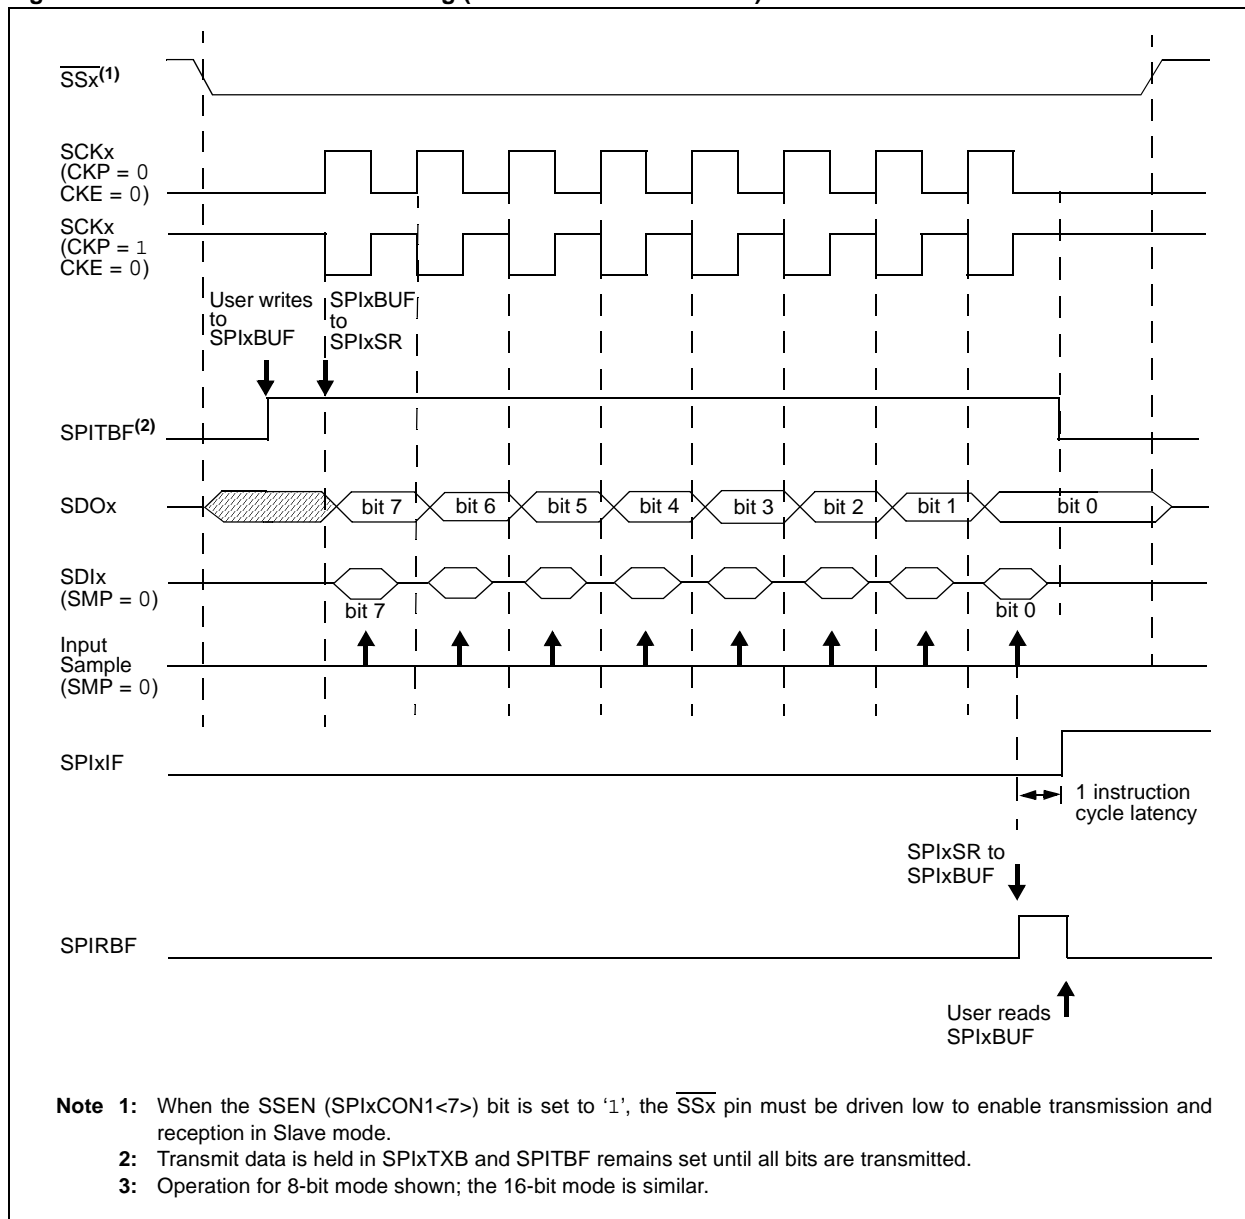 SSx(1)
SCKx
(CKP = 0
CKE = 0)
SCKx
(CKP = 1
CKE = 0)
User writes
to
SPIxBUF
SPIxBUF
to
SPIxSR
SPITBF(2)
SDOx
bit 7
bit 6
bit 5
bit 4
bit 3
bit 2
bit 1
bit 0
SDIx
(SMP = 0)
bit 7
bit 0
Input
Sample
(SMP = 0)
SPIxIF
1 instruction
cycle latency
SPIxSR to
SPIxBUF
SPIRBF
User reads
SPIxBUF
Note 1: When the SSEN (SPIxCON1<7>) bit is set to ‘1’, the SSx pin must be driven low to enable transmission and
reception in Slave mode.
2: Transmit data is held in SPIxTXB and SPITBF remains set until all bits are transmitted.
3: Operation for 8-bit mode shown; the 16-bit mode is similar.